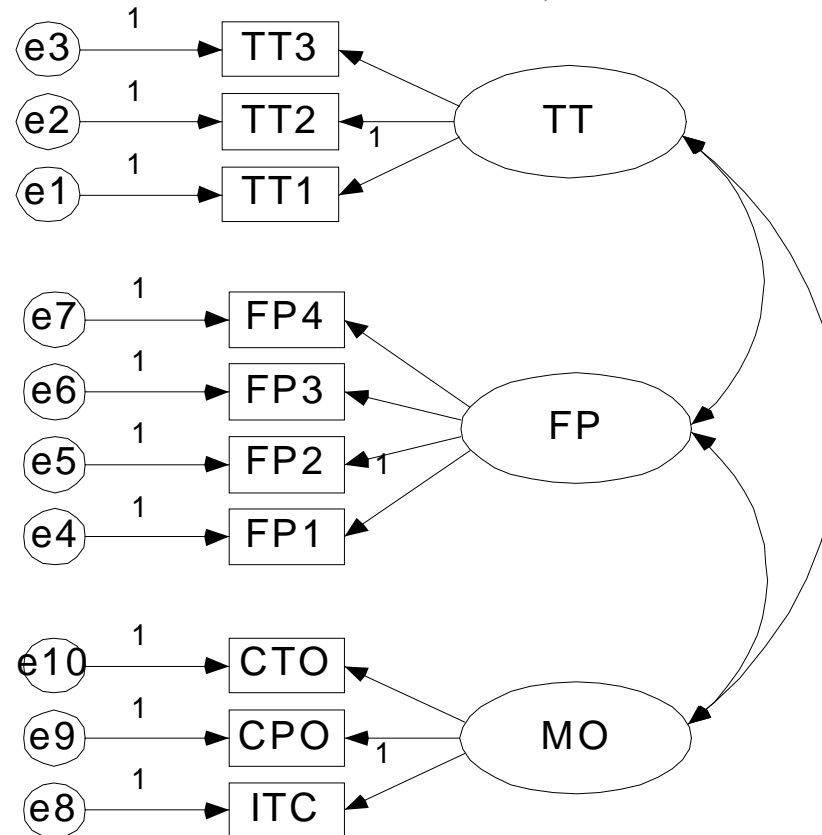 1
e3 TT3
1
e2 TT2 1 TT
1
e1 TT1
1
e7 FP4
1
e6 FP3
FP
1
e5 FP2 1
1
e4 FP1
1
e10 CTO
1
e9 CPO 1 MO
1
e8 ITC